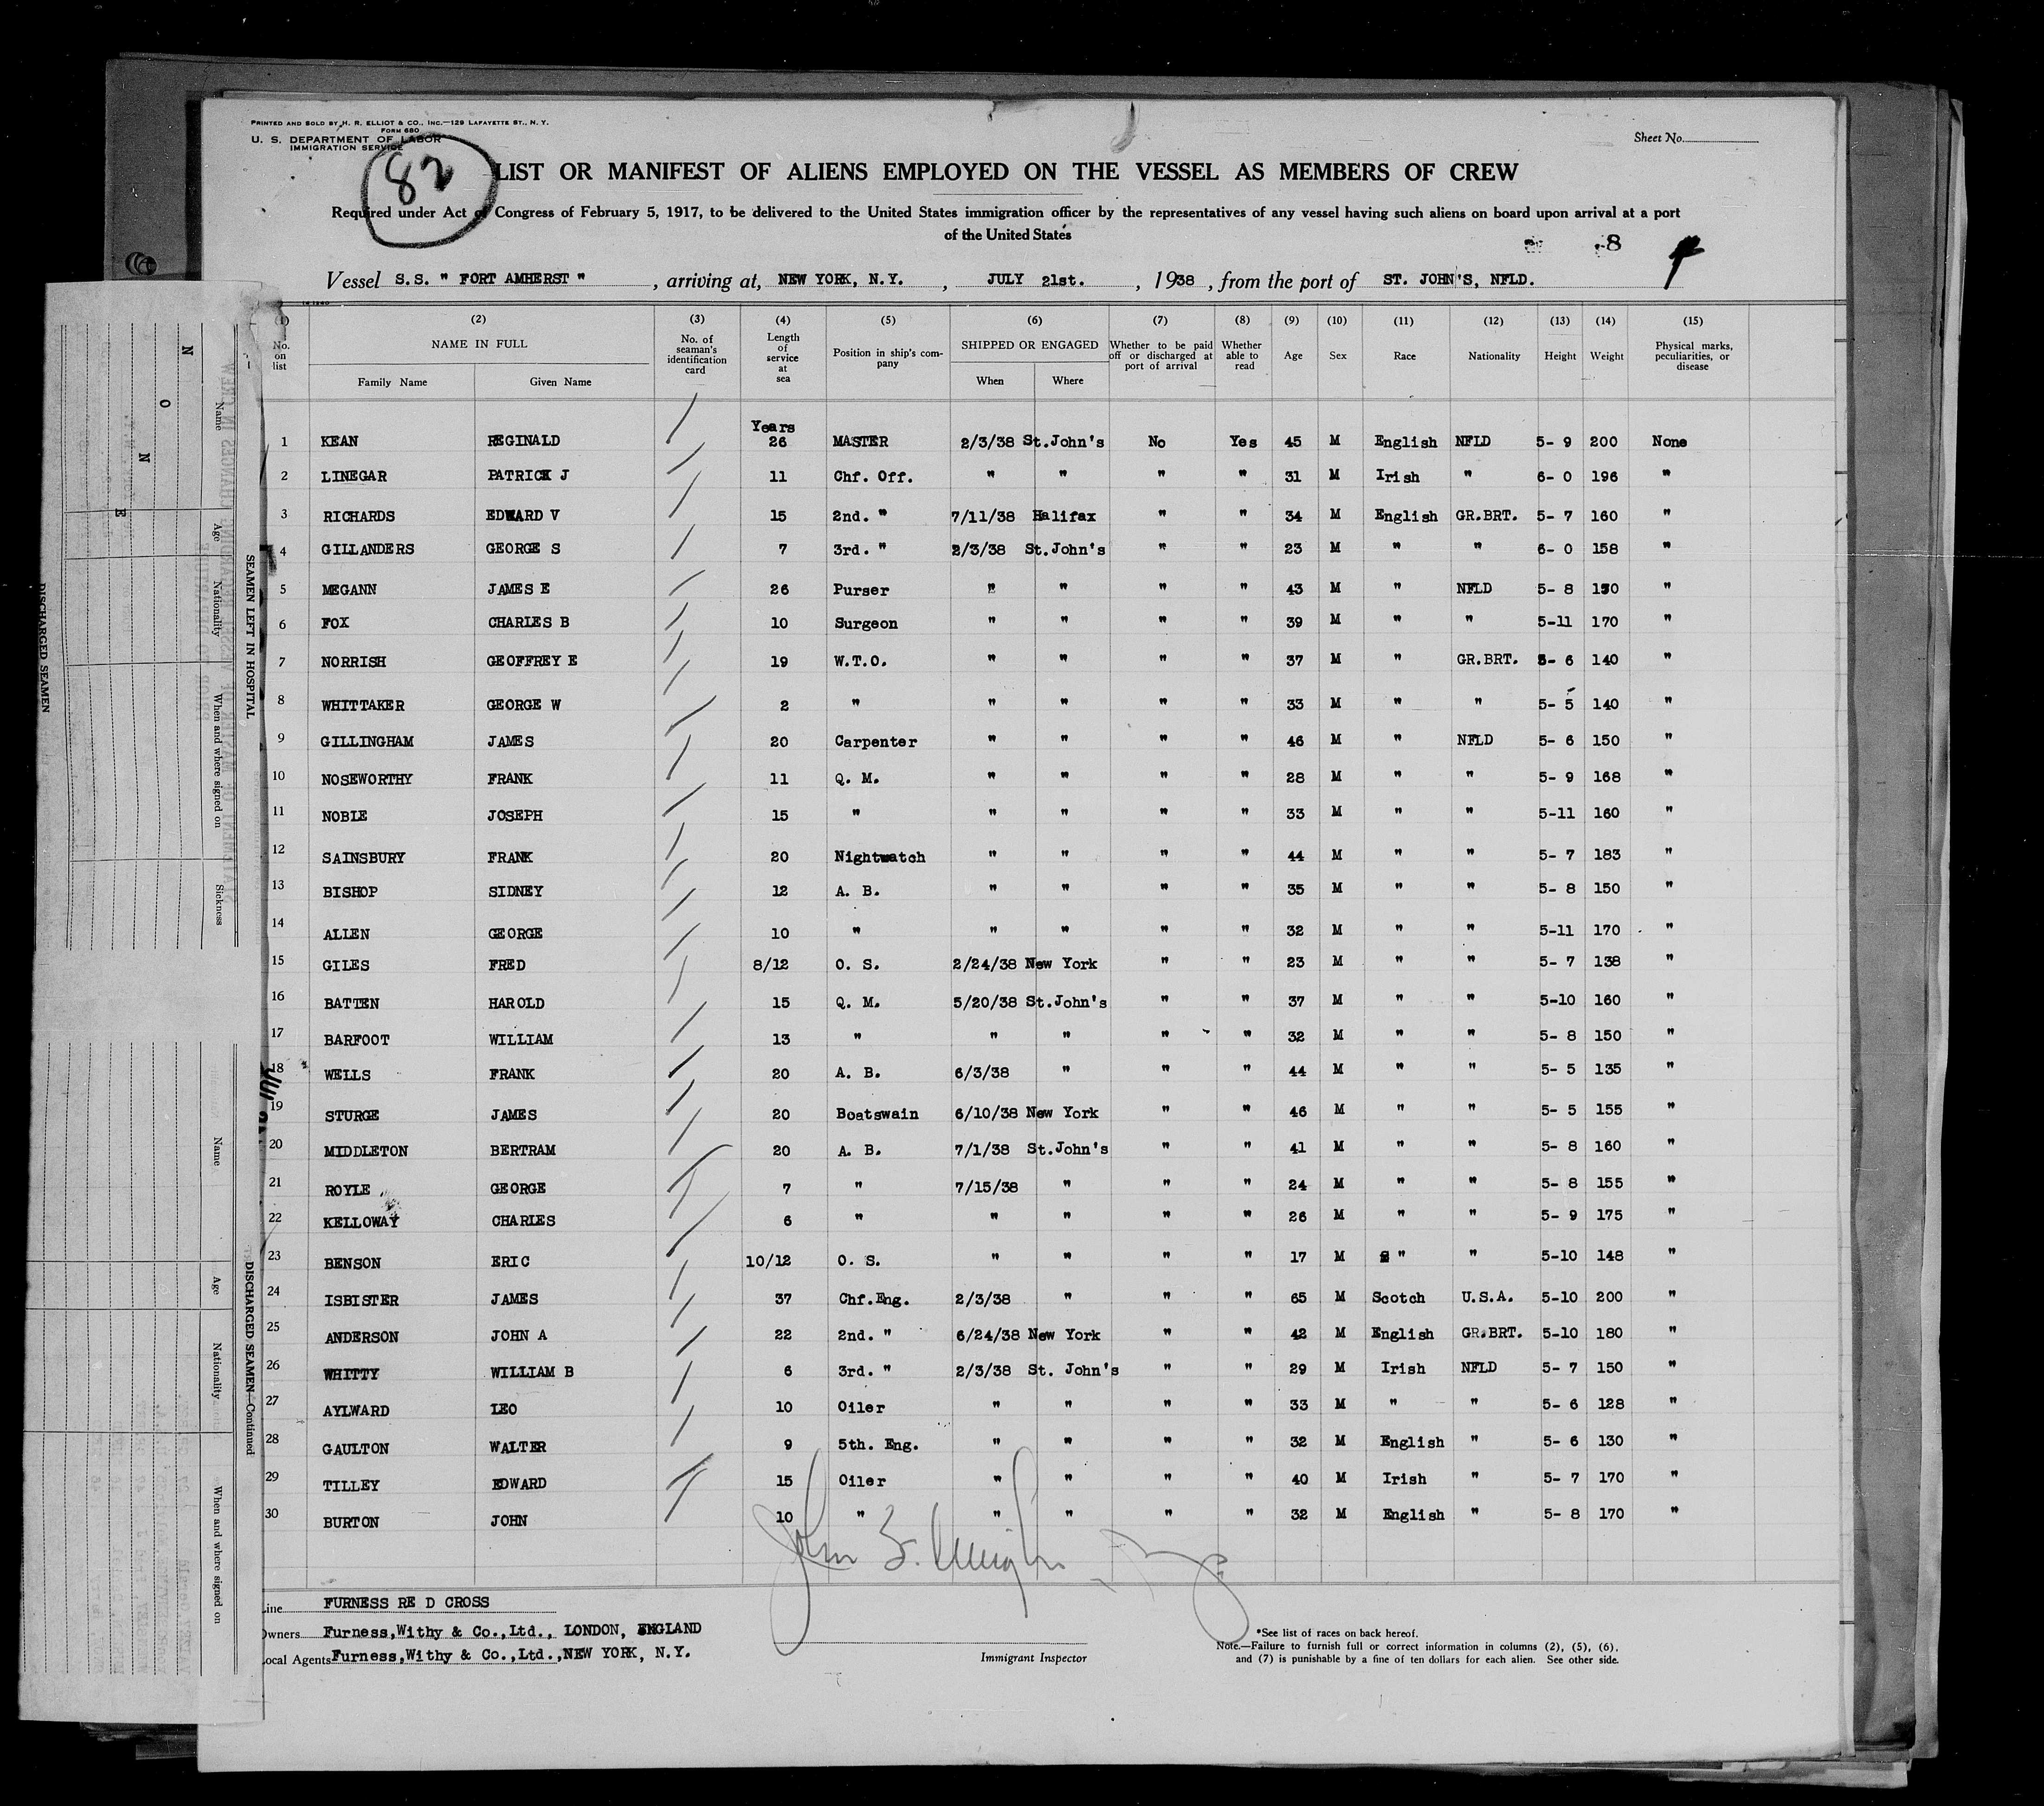 PRINTED AND SOLD BY H. R. ELLIOT & CO., INC.—129 LAFAYETTE ST., N. Y.
FORM 680
U. S. DEPARTMENT OF LABOR
IMMIGRATION SERVICE
Sheet No.
82
LIST OR MANIFEST OF ALIENS EMPLOYED ON THE VESSEL AS MEMBERS OF CREW
Required under Act of Congress of February 5, 1917, to be delivered to the United States immigration officer by the representatives of any vessel having such aliens on board upon arrival at a port
of the United States
8
Vessel S.S. " FORT AMHERST " , arriving at, NEW YORK, N.Y. , JULY 21st. , 1938 , from the port of ST. JOHN'S, NFLD.
(1) (2) (3) (4) (5) (6) (7) (8) (9) (10) (11) (12) (13) (14) (15)
No. on list NAME IN FULL Family Name Given Name No. of seaman's identification card Length of service at sea Position in ship's company SHIPPED OR ENGAGED When Where Whether to be paid off or discharged at port of arrival Whether able to read Age Sex Race Nationality Height Weight Physical marks, peculiarities, or disease
Years
1 KEAN REGINALD 26 MASTER 2/3/38 St.John's No Yes 45 M English NFLD 5- 9 200 None
2 LINEGAR PATRICK J 11 Chf. Off. " " " " 31 M Irish " 6- 0 196 "
3 RICHARDS EDWARD V 15 2nd. " 7/11/38 Halifax " " 34 M English GR.BRT. 5- 7 160 "
4 GILLANDERS GEORGE S 7 3rd. " 2/3/38 St.John's " " 23 M " " 6- 0 158 "
5 MEGANN JAMES E 26 Purser " " " " 43 M " NFLD 5- 8 "
6 FOX CHARLES B 10 Surgeon " " " " 39 M " " 5-11 170 "
7 NORRISH GEOFFREY E 19 W.T.O. " " " " 37 M " GR.BRT. 5- 6 140 "
8 WHITTAKER GEORGE W 2 " " " " " 33 M " " 5- 5 140 "
9 GILLINGHAM JAMES 20 Carpenter " " " " 46 M " NFLD 5- 6 150 "
10 NOSEWORTHY FRANK 11 Q. M. " " " " 28 M " " 5- 9 168 "
11 NOBLE JOSEPH 15 " " " " " 33 M " " 5-11 160 "
12 SAINSBURY FRANK 20 Nightwatch " " " " 44 M " " 5- 7 183 "
13 BISHOP SIDNEY 12 A. B. " " " " 35 M " " 5- 8 150 "
14 ALLEN GEORGE 10 " " " " " 32 M " " 5-11 170 "
15 GILES FRED 8/12 O. S. 2/24/38 New York " " 23 M " " 5- 7 138 "
16 BATTEN HAROLD 15 Q. M. 5/20/38 St.John's " " 37 M " " 5-10 160 "
17 BARFOOT WILLIAM 13 " " " " " 32 M " " 5- 8 150 "
18 WELLS FRANK 20 A. B. 6/3/38 " " " 44 M " " 5- 5 135 "
19 STURGE JAMES 20 Boatswain 6/10/38 New York " " 46 M " " 5- 5 155 "
20 MIDDLETON BERTRAM 20 A. B. 7/1/38 St.John's " " 41 M " " 5- 8 160 "
21 ROYLE GEORGE 7 " 7/15/38 " " " 24 M " " 5- 8 155 "
22 KELLOWAY CHARLES 6 " " " " " 26 M " " 5- 9 175 "
23 BENSON ERIC 10/12 O. S. " " " " 17 M " " 5-10 148 "
24 ISBISTER JAMES 37 Chf.Eng. 2/3/38 " " " 65 M Scotch U.S.A. 5-10 200 "
25 ANDERSON JOHN A 22 2nd. " 6/24/38 New York " " 42 M English GR.BRT. 5-10 180 "
26 WHITTY WILLIAM B 6 3rd. " 2/3/38 St. John's " " 29 M Irish NFLD 5- 7 150 "
27 AYLWARD LEO 10 Oiler " " " " 33 M " " 5- 6 128 "
28 GAULTON WALTER 9 5th. Eng. " " " " 32 M English " 5- 6 130 "
29 TILLEY EDWARD 15 Oiler " " " " 40 M Irish " 5- 7 170 "
30 BURTON JOHN 10 " " " " " 32 M English " 5- 8 170 "
Line FURNESS RE D CROSS
Owners Furness,Withy & Co.,Ltd., LONDON, ENGLAND
Local Agents Furness,Withy & Co.,Ltd.,NEW YORK, N.Y.
Immigrant Inspector
*See list of races on back hereof.
Note.—Failure to furnish full or correct information in columns (2), (5), (6),
and (7) is punishable by a fine of ten dollars for each alien. See other side.
SEAMEN LEFT IN HOSPITAL
Name Age Nationality When and where signed on Sickness
N O N E
DISCHARGED SEAMEN
DISCHARGED SEAMEN—Continued
Name Age Nationality When and where signed on